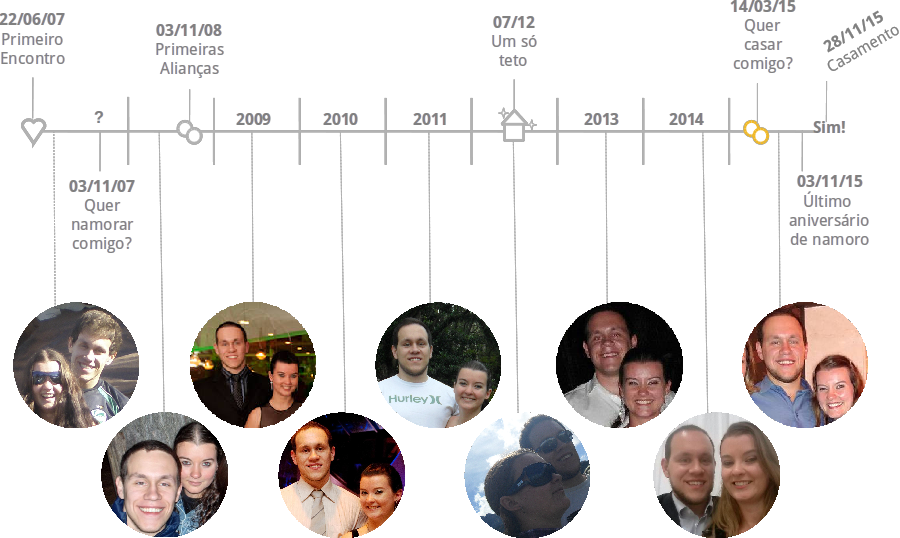 22/06/07
Primeiro
Encontro
03/11/08
Primeiras
Alianças
07/12
Um só
teto
14/03/15
Quer
casar
comigo?
28/11/15
Casamento
?
2009
2010
2011
2013
2014
Sim!
03/11/07
Quer
namorar
comigo?
03/11/15
Último
aniversário
de namoro
Hurley